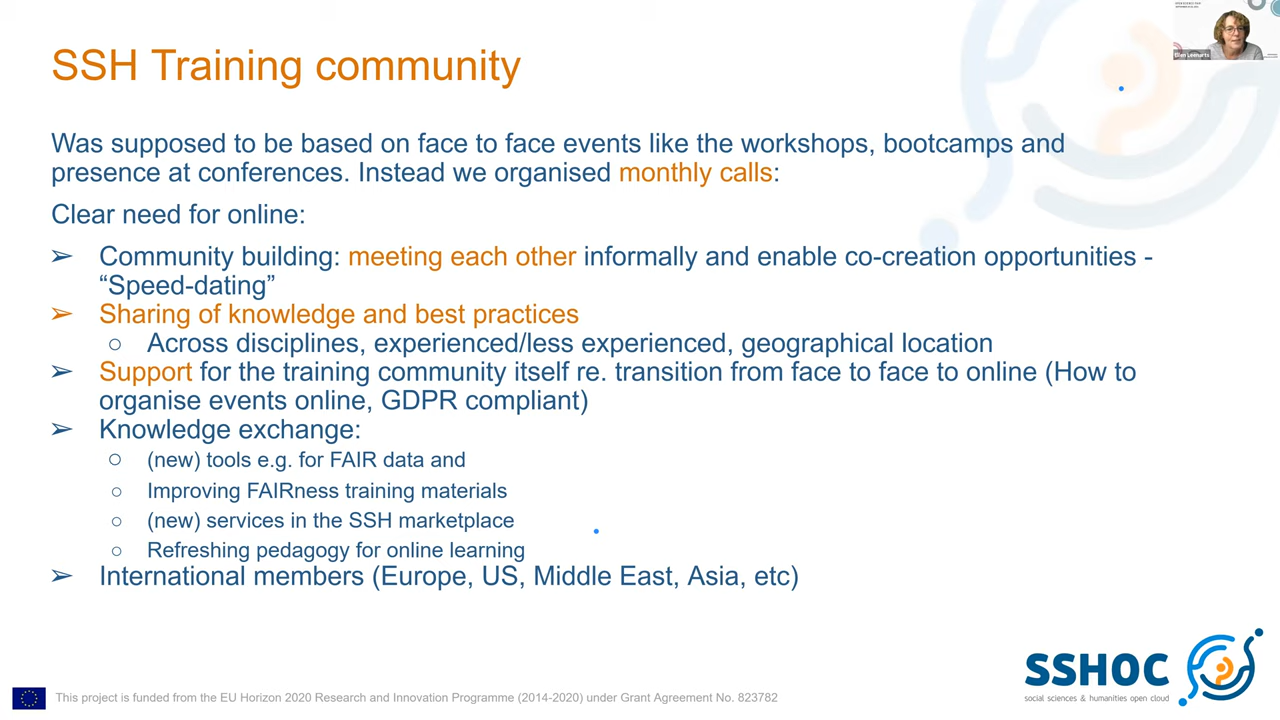 SSH Training community
Was supposed to be based on face to face events like the workshops, bootcamps and
presence at conferences. Instead we organised monthly calls:
Clear need for online:
➢ Community building: meeting each other informally and enable co-creation opportunities -
“Speed-dating”
➢ Sharing of knowledge and best practices
○ Across disciplines, experienced/less experienced, geographical location
➢ Support for the training community itself re. transition from face to face to online (How to
organise events online, GDPR compliant)
➢ Knowledge exchange:
○ (new) tools e.g. for FAIR data and
○ Improving FAIRness training materials
○ (new) services in the SSH marketplace
○ Refreshing pedagogy for online learning
➢ International members (Europe, US, Middle East, Asia, etc)
SSHOC
social sciences & humanities open cloud
This project is funded from the EU Horizon 2020 Research and Innovation Programme (2014-2020) under Grant Agreement No. 823782
Ellen Leenarts